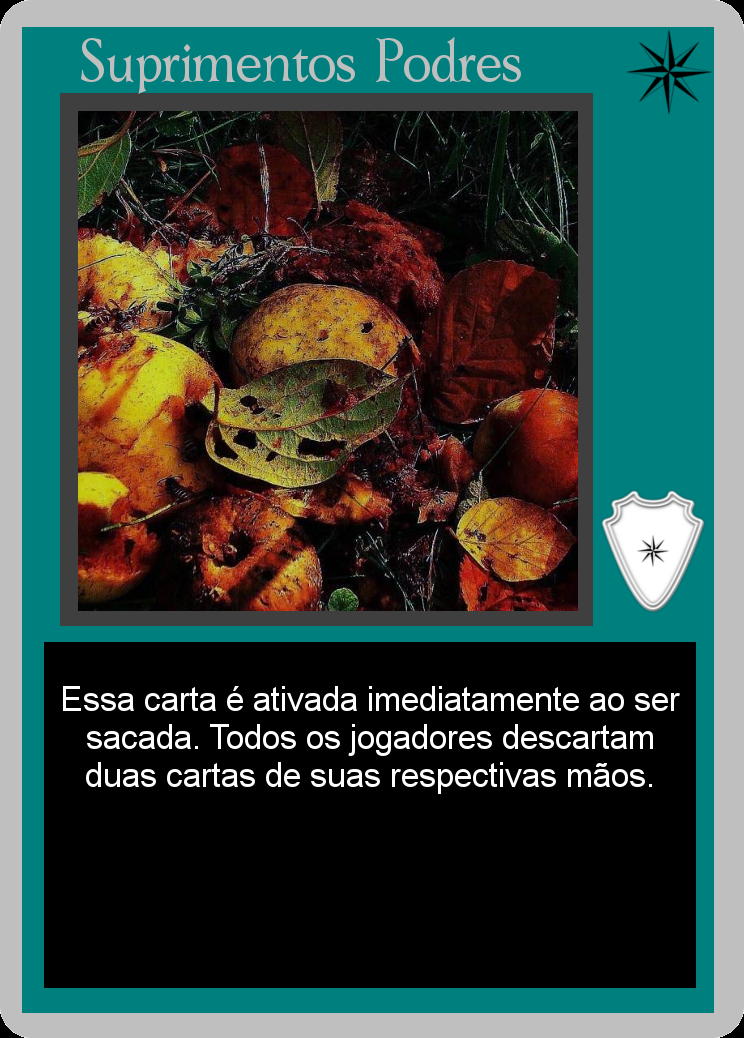 Suprimentos Podres
Essa carta é ativada imediatamente ao ser
sacada. Todos os jogadores descartam
duas cartas de suas respectivas mãos.